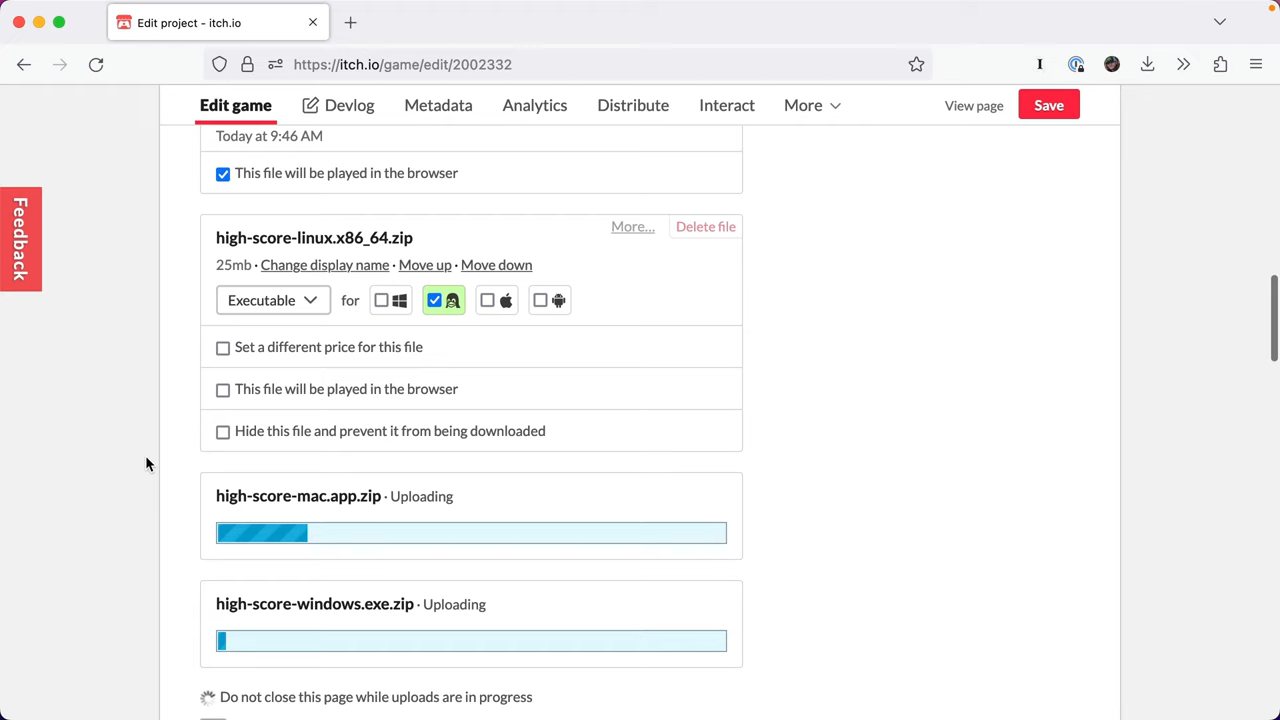 Edit project - itch.io
https://itch.io/game/edit/2002332
Edit game Devlog Metadata Analytics Distribute Interact More View page Save
Today at 9:46 AM
This file will be played in the browser
Feedback
More... Delete file
high-score-linux.x86_64.zip
25mb · Change display name · Move up · Move down
Executable for
Set a different price for this file
This file will be played in the browser
Hide this file and prevent it from being downloaded
high-score-mac.app.zip · Uploading
high-score-windows.exe.zip · Uploading
Do not close this page while uploads are in progress